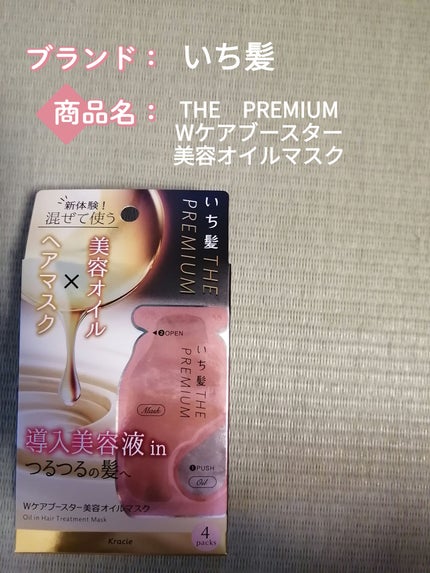 ブランド： いち髪
商品名： THE PREMIUM
Wケアブースター
美容オイルマスク
新体験！
混ぜて使う
美容オイル
×
ヘアマスク
いち髪 THE
PREMIUM
◀❷OPEN
いち髪 THE
PREMIUM
Mask
❶PUSH
Oil
導入美容液 in
つるつるの髪へ
Wケアブースター美容オイルマスク
Oil in Hair Treatment Mask
Kracie
4
packs